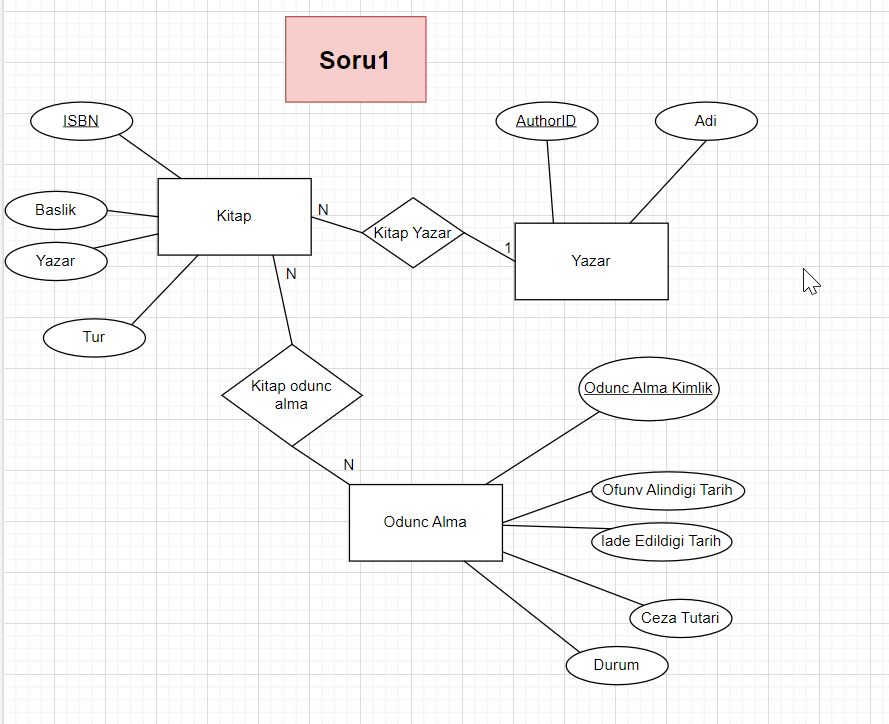 Soru1
ISBN
AuthorID
Adi
Baslik
Kitap
N
Kitap Yazar
1
Yazar
Yazar
N
Tur
Kitap odunc
alma
Odunc Alma Kimlik
N
Ofunv Alindigi Tarih
Odunc Alma
Iade Edildigi Tarih
Ceza Tutari
Durum